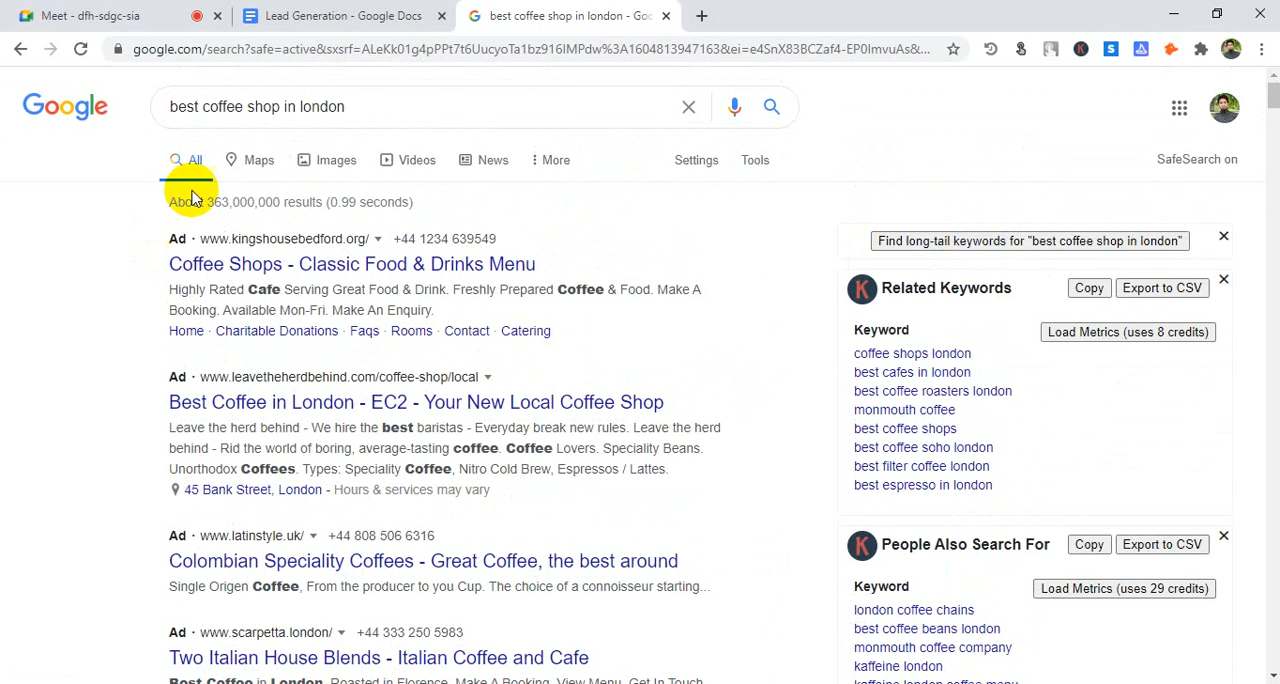 Meet - dfh-sdgc-sia
Lead Generation - Google Docs
best coffee shop in london - Goo
google.com/search?safe=active&sxsrf=ALeKk01g4pPPt7t6UucyoTa1bz916IMPdw%3A1604813947163&ei=e4SnX83BCZaf4-EP0ImvuAs&...
Google
best coffee shop in london
All
Maps
Images
Videos
News
More
Settings
Tools
SafeSearch on
About 363,000,000 results (0.99 seconds)
Ad · www.kingshousebedford.org/ +44 1234 639549
Coffee Shops - Classic Food & Drinks Menu
Highly Rated Cafe Serving Great Food & Drink. Freshly Prepared Coffee & Food. Make A
Booking. Available Mon-Fri. Make An Enquiry.
Home · Charitable Donations · Faqs · Rooms · Contact · Catering
Ad · www.leavetheherdbehind.com/coffee-shop/local
Best Coffee in London - EC2 - Your New Local Coffee Shop
Leave the herd behind - We hire the best baristas - Everyday break new rules. Leave the herd
behind - Rid the world of boring, average-tasting coffee. Coffee Lovers. Speciality Beans.
Unorthodox Coffees. Types: Speciality Coffee, Nitro Cold Brew, Espressos / Lattes.
45 Bank Street, London - Hours & services may vary
Ad · www.latinstyle.uk/ +44 808 506 6316
Colombian Speciality Coffees - Great Coffee, the best around
Single Origen Coffee, From the producer to you Cup. The choice of a connoisseur starting...
Ad · www.scarpetta.london/ +44 333 250 5983
Two Italian House Blends - Italian Coffee and Cafe
Best Coffee in London. Roasted in Florence. Make A Booking. View Menu. Get In Touch.
Find long-tail keywords for "best coffee shop in london"
K
Related Keywords
Copy
Export to CSV
Keyword
Load Metrics (uses 8 credits)
coffee shops london
best cafes in london
best coffee roasters london
monmouth coffee
best coffee shops
best coffee soho london
best filter coffee london
best espresso in london
K
People Also Search For
Copy
Export to CSV
Keyword
Load Metrics (uses 29 credits)
london coffee chains
best coffee beans london
monmouth coffee company
kaffeine london
kaffeine london menu